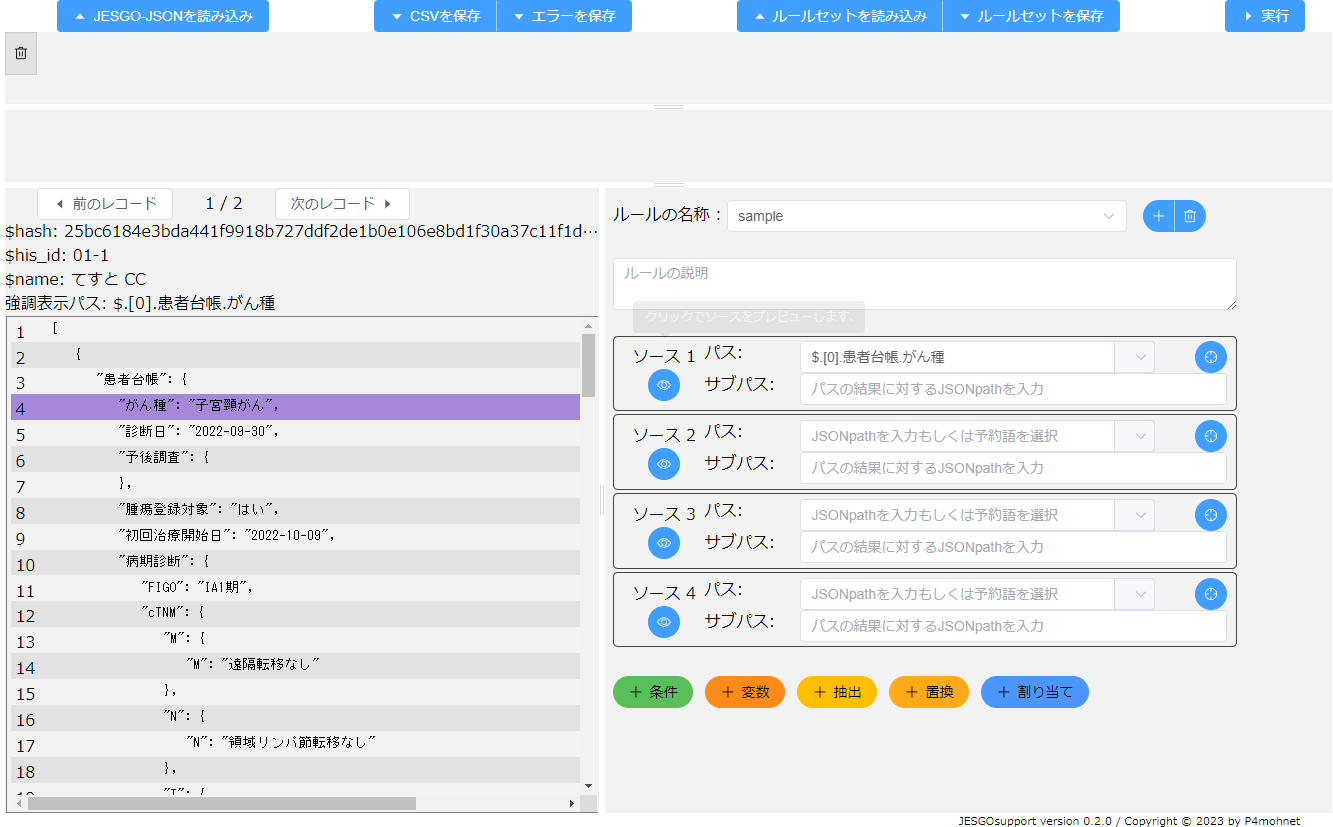 JESGO-JSONを読み込み CSVを保存 エラーを保存 ルールセットを読み込み ルールセットを保存 実行
前のレコード 1 / 2 次のレコード
$hash: 25bc6184e3bda441f9918b727ddf2de1b0e106e8bd1f30a37c11f1d…
$his_id: 01-1
$name: てすと CC
強調表示パス: $.[0].患者台帳.がん種
1 [
2 {
3 "患者台帳": {
4 "がん種": "子宮頸がん",
5 "診断日": "2022-09-30",
6 "予後調査": {
7 },
8 "腫瘍登録対象": "はい",
9 "初回治療開始日": "2022-10-09",
10 "病期診断": {
11 "FIGO": "IA1期",
12 "cTNM": {
13 "M": {
14 "M": "遠隔転移なし"
15 },
16 "N": {
17 "N": "領域リンパ節転移なし"
18 },
19 "T": {
ルールの名称 : sample
ルールの説明
クリックでソースをプレビューします。
ソース 1 パス: $.[0].患者台帳.がん種
サブパス: パスの結果に対するJSONpathを入力
ソース 2 パス: JSONpathを入力もしくは予約語を選択
サブパス: パスの結果に対するJSONpathを入力
ソース 3 パス: JSONpathを入力もしくは予約語を選択
サブパス: パスの結果に対するJSONpathを入力
ソース 4 パス: JSONpathを入力もしくは予約語を選択
サブパス: パスの結果に対するJSONpathを入力
+ 条件 + 変数 + 抽出 + 置換 + 割り当て
JESGOsupport version 0.2.0 / Copyright © 2023 by P4mohnet